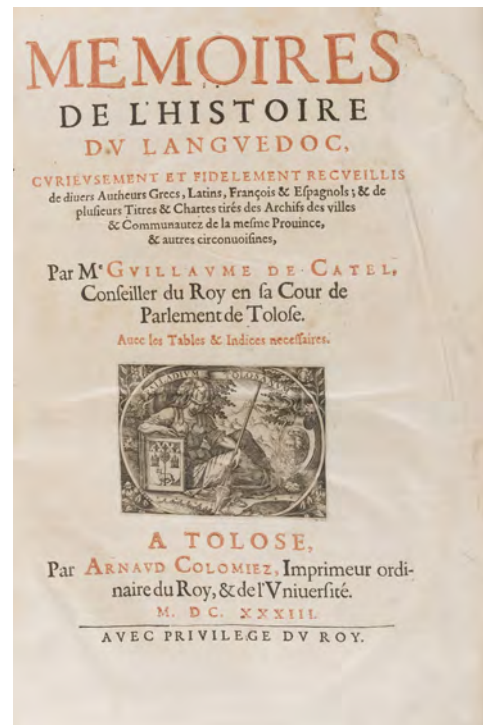 MEMOIRES
DE L'HISTOIRE
DV LANGVEDOC,
CVRIEVSEMENT ET FIDELEMENT RECVEILLIS
de diuers Autheurs Grecs, Latins, François & Eſpagnols ; & de
pluſieurs Titres & Chartes tirés des Archifs des villes
& Communautez de la meſme Prouince,
& autres circonuoiſines,
Par Mᵉ GVILLAVME DE CATEL,
Conſeiller du Roy en ſa Cour de
Parlement de Toloſe.
Auec les Tables & Indices neceſſaires.
PALLADIVM TOLOSANVM
A TOLOSE,
Par ARNAVD COLOMIEZ, Imprimeur ordi-
naire du Roy, & de l'Vniuerſité.
M. DC. XXXIII.
AVEC PRIVILEGE DV ROY.